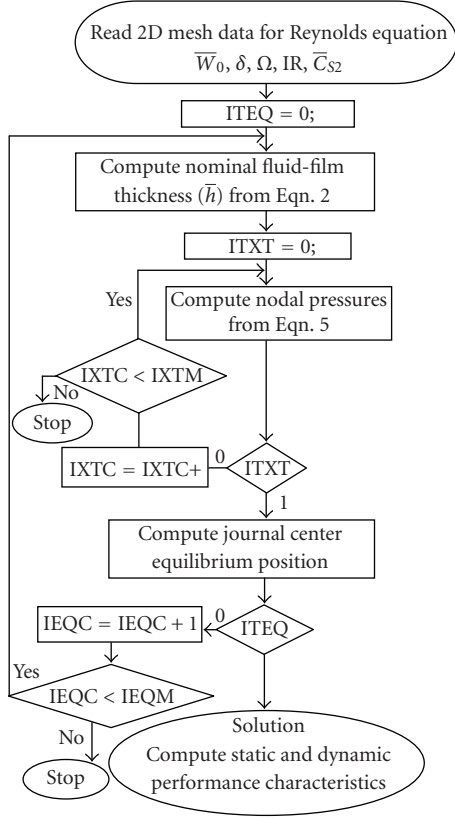 Read 2D mesh data for Reynolds equation
W̅₀, δ, Ω, IR, C̅_S2
ITEQ = 0;
Compute nominal fluid-film
thickness (h̅) from Eqn. 2
ITXT = 0;
Yes
Compute nodal pressures
from Eqn. 5
IXTC < IXTM
No
Stop
IXTC = IXTC+
0
ITXT
1
Compute journal center
equilibrium position
IEQC = IEQC + 1
0
ITEQ
Yes
IEQC < IEQM
No
Stop
Solution
Compute static and dynamic
performance characteristics